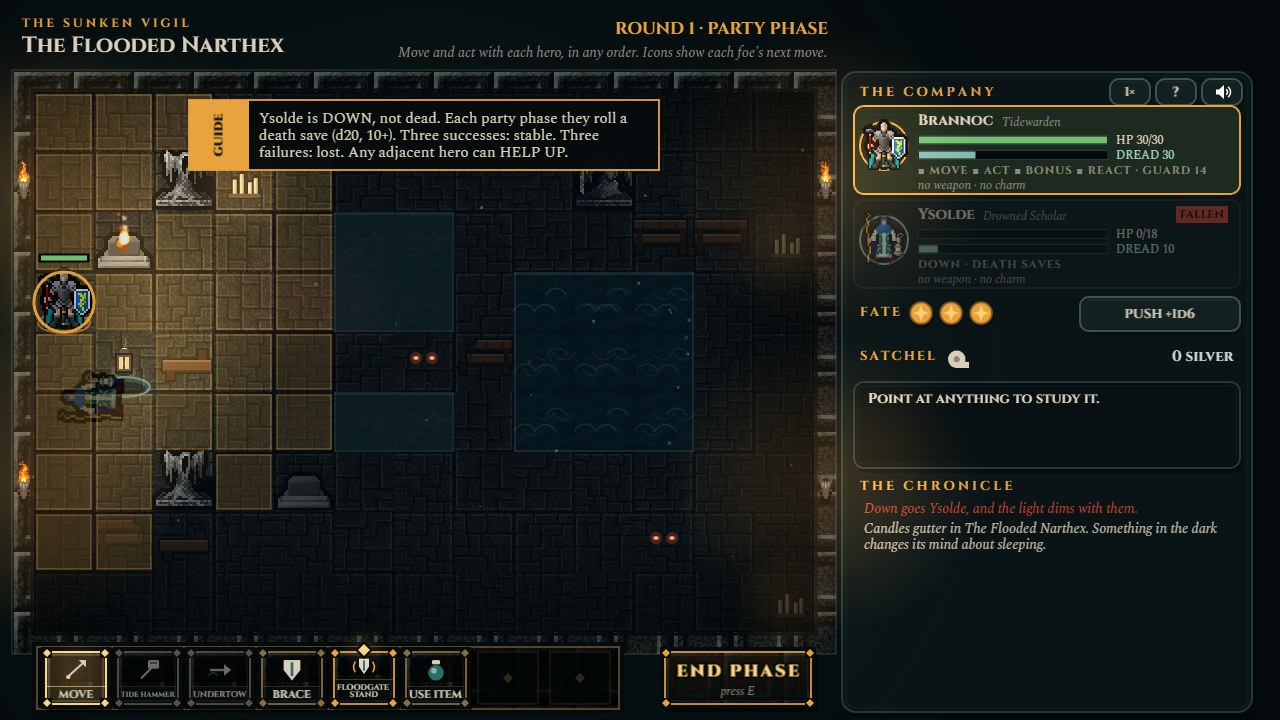 THE SUNKEN VIGIL
THE FLOODED NARTHEX
ROUND 1 · PARTY PHASE
Move and act with each hero, in any order. Icons show each foe's next move.
GUIDE
Ysolde is DOWN, not dead. Each party phase they roll a
death save (d20, 10+). Three successes: stable. Three
failures: lost. Any adjacent hero can HELP UP.
THE COMPANY
1×
?
BRANNOC Tidewarden
HP 30/30
DREAD 30
MOVE ACT BONUS REACT · GUARD 14
no weapon · no charm
YSOLDE Drowned Scholar
FALLEN
HP 0/18
DREAD 10
DOWN · DEATH SAVES
no weapon · no charm
FATE
PUSH +1D6
SATCHEL
0 SILVER
POINT AT ANYTHING TO STUDY IT.
THE CHRONICLE
Down goes Ysolde, and the light dims with them.
Candles gutter in The Flooded Narthex. Something in the dark
changes its mind about sleeping.
MOVE
TIDE HAMMER
UNDERTOW
BRACE
FLOODGATE
STAND
USE ITEM
END PHASE
press E